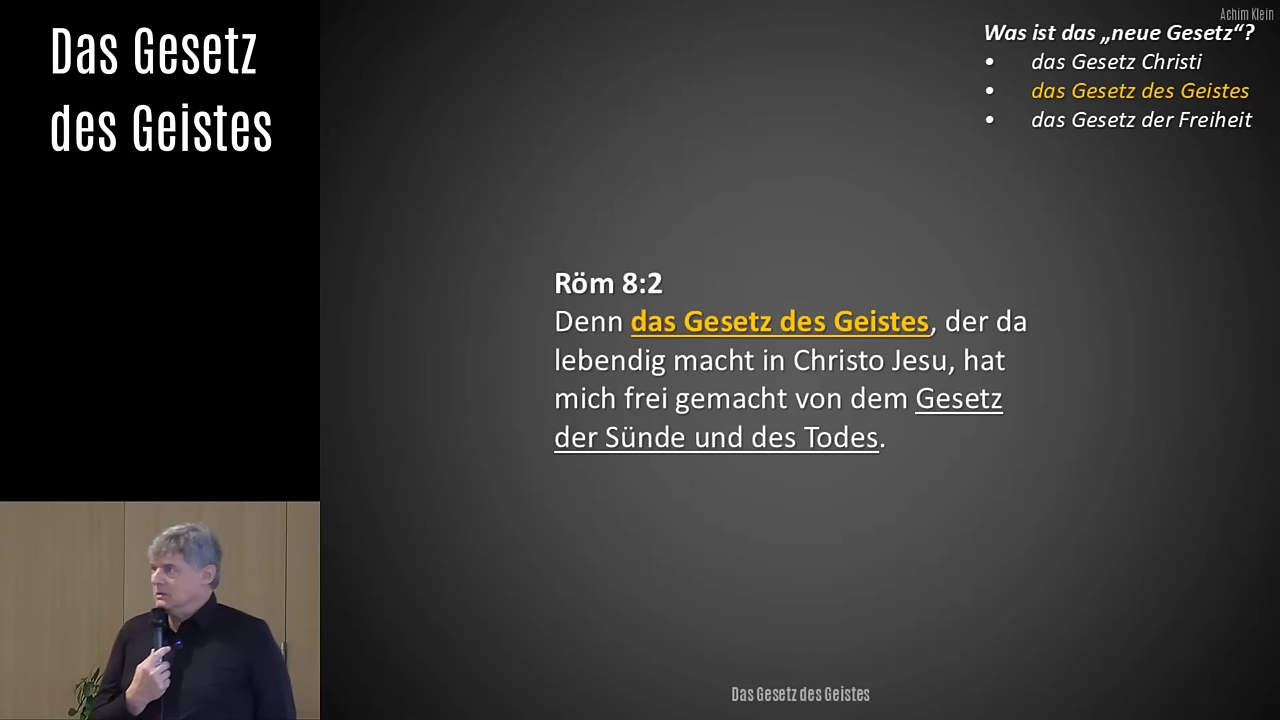 Das Gesetz
des Geistes
Achim Klein
Was ist das „neue Gesetz“?
• das Gesetz Christi
• das Gesetz des Geistes
• das Gesetz der Freiheit
Röm 8:2
Denn das Gesetz des Geistes, der da
lebendig macht in Christo Jesu, hat
mich frei gemacht von dem Gesetz
der Sünde und des Todes.
Das Gesetz des Geistes